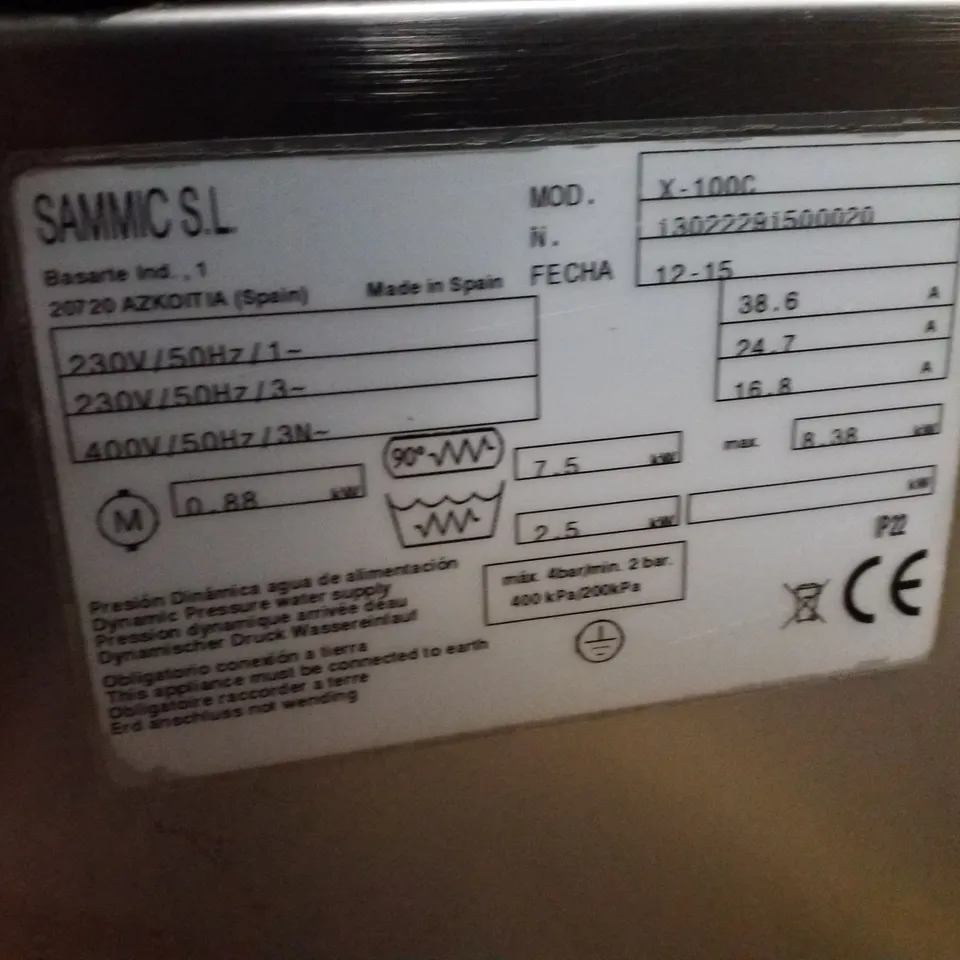 SAMMIC S.L.
Basarte Ind., 1
20720 AZKOITIA (Spain) Made in Spain
MOD. X-100C
N. i302229i500020
FECHA 12-15
230V/50Hz/1~ 38.6 A
230V/50Hz/3~ 24.7 A
400V/50Hz/3N~ 16.8 A
90° 7.5 kW max. 8.38 kW
M 0.88 kW
2.5 kW kW
IP22
Presión Dinámica agua de alimentación
Dynamic Pressure water supply
Pression dynamique arrivée deau
Dynamischer Druck Wassereinlauf
máx. 4bar/min. 2 bar.
400 kPa/200kPa
CE
Obligatorio conexión a tierra
This appliance must be connected to earth
Obligatoire raccorder a terre
Erd anschluss not wending